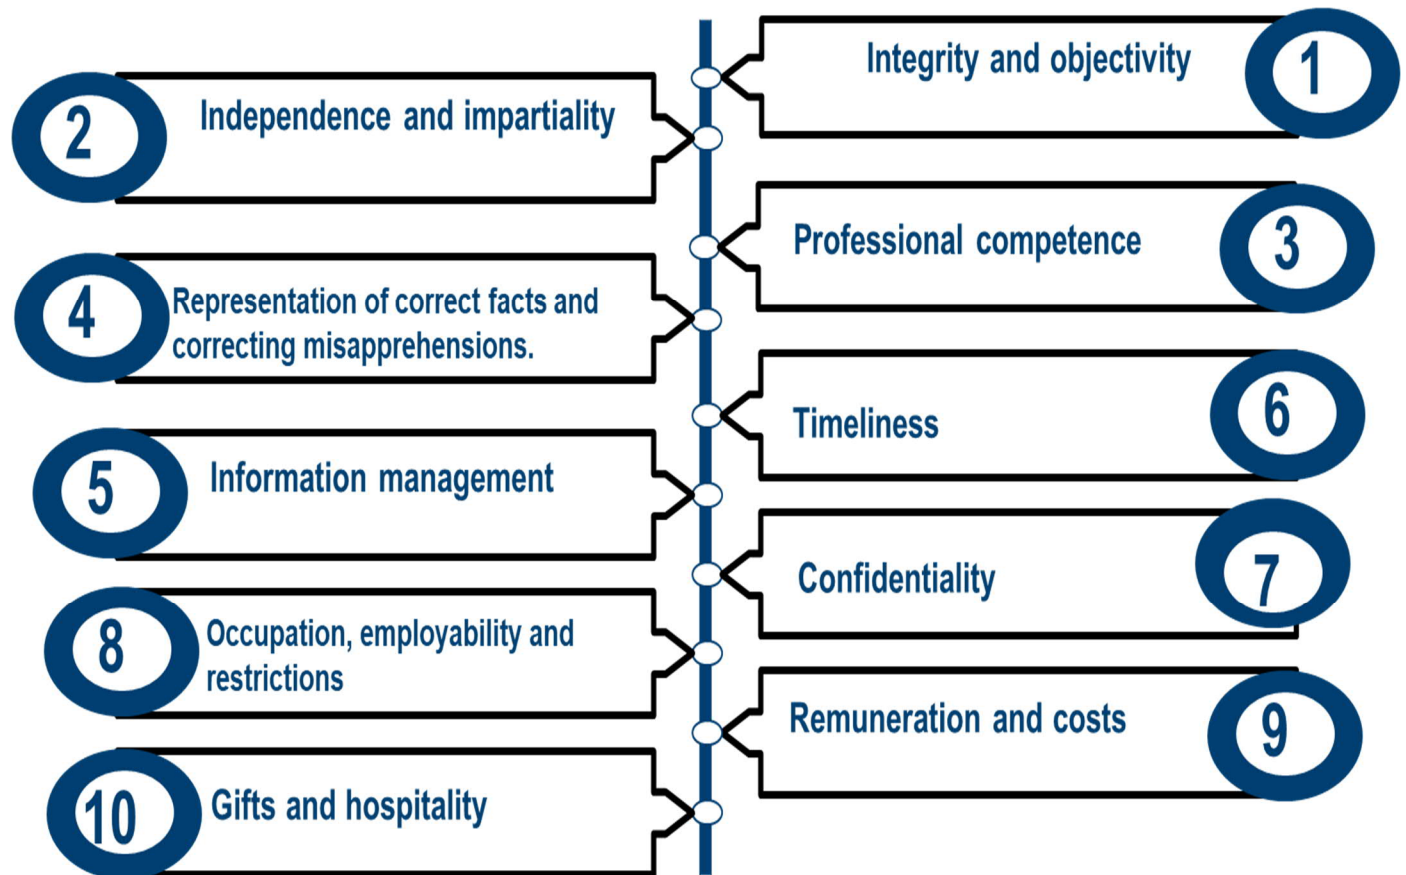 1
Integrity and objectivity
2
Independence and impartiality
3
Professional competence
4
Representation of correct facts and
correcting misapprehensions.
5
Information management
6
Timeliness
7
Confidentiality
8
Occupation, employability and
restrictions
9
Remuneration and costs
10
Gifts and hospitality